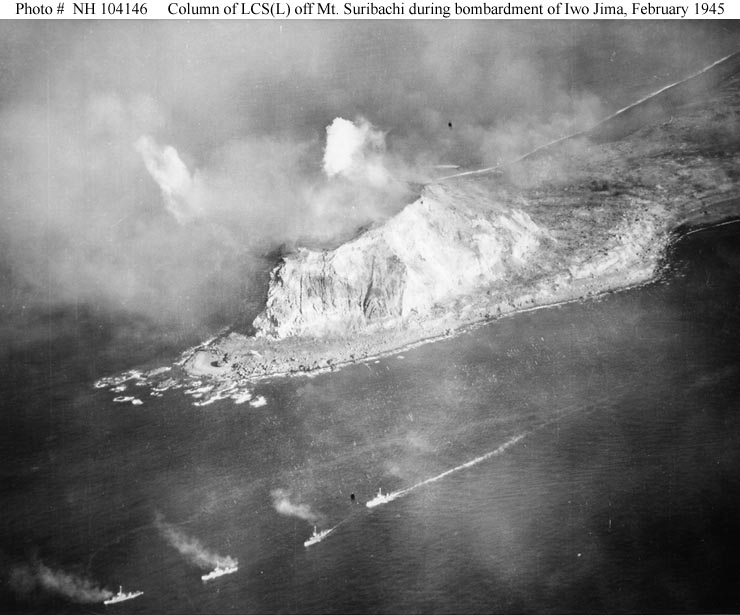 Photo # NH 104146 Column of LCS(L) off Mt. Suribachi during bombardment of Iwo Jima, February 1945